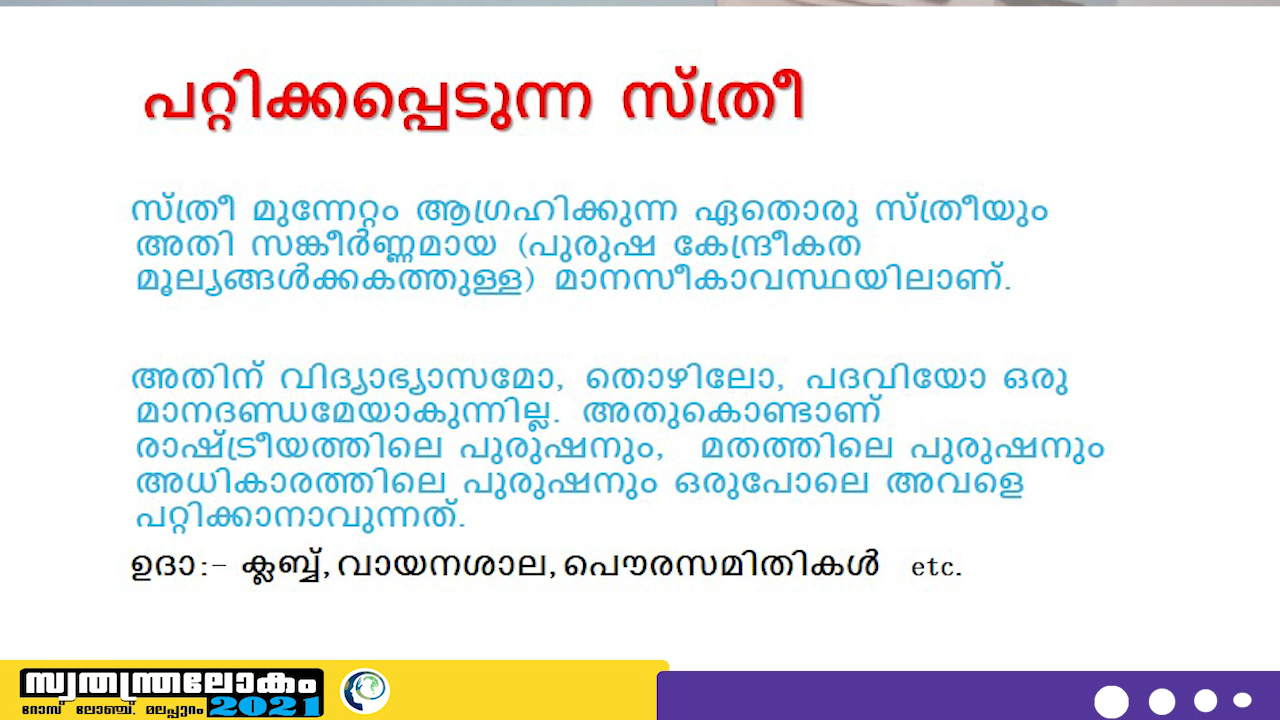 പറ്റിക്കപ്പെടുന്ന സ്ത്രീ
സ്ത്രീ മുന്നേറ്റം ആഗ്രഹിക്കുന്ന ഏതൊരു സ്ത്രീയും
അതി സങ്കീർണ്ണമായ (പുരുഷ കേന്ദ്രീകത
മൂല്യങ്ങൾക്കകത്തുള്ള) മാനസീകാവസ്ഥയിലാണ്.
അതിന് വിദ്യാഭ്യാസമോ, തൊഴിലോ, പദവിയോ ഒരു
മാനദണ്ഡമേയാകുന്നില്ല. അതുകൊണ്ടാണ്
രാഷ്ട്രീയത്തിലെ പുരുഷനും, മതത്തിലെ പുരുഷനും
അധികാരത്തിലെ പുരുഷനും ഒരുപോലെ അവളെ
പറ്റിക്കാനാവുന്നത്.
ഉദാ:- ക്ലബ്ബ്,വായനശാല,പൌരസമിതികൾ etc.
സ്വതന്ത്രലോകം
റോസ് ലോഞ്ച്. മലപ്പുറം 2021